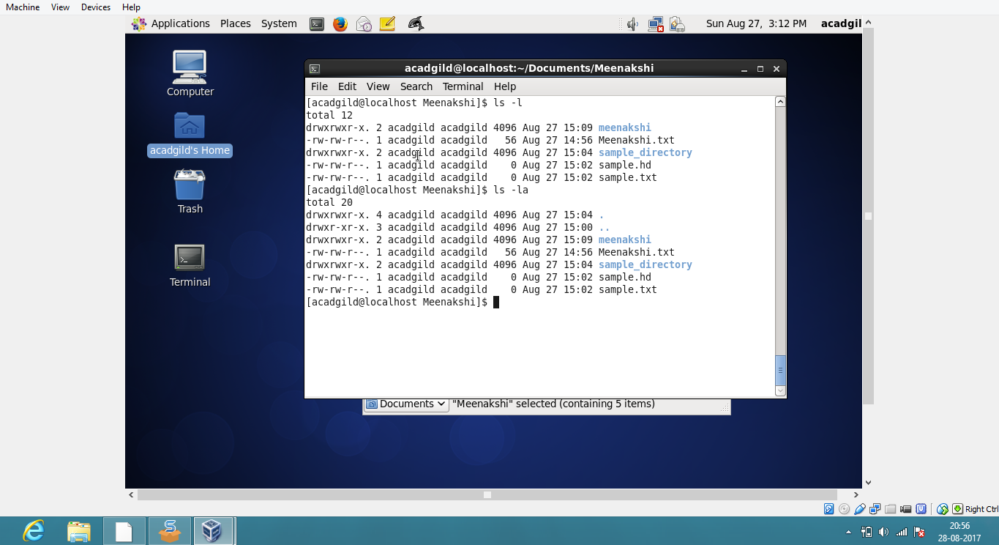 Machine View Devices Help
Applications Places System Sun Aug 27, 3:12 PM acadgil
Computer
acadgild's Home
Trash
Terminal
acadgild@localhost:~/Documents/Meenakshi
File Edit View Search Terminal Help
[acadgild@localhost Meenakshi]$ ls -l
total 12
drwxrwxr-x. 2 acadgild acadgild 4096 Aug 27 15:09 meenakshi
-rw-rw-r--. 1 acadgild acadgild   56 Aug 27 14:56 Meenakshi.txt
drwxrwxr-x. 2 acadgild acadgild 4096 Aug 27 15:04 sample_directory
-rw-rw-r--. 1 acadgild acadgild    0 Aug 27 15:02 sample.hd
-rw-rw-r--. 1 acadgild acadgild    0 Aug 27 15:02 sample.txt
[acadgild@localhost Meenakshi]$ ls -la
total 20
drwxrwxr-x. 4 acadgild acadgild 4096 Aug 27 15:04 .
drwxr-xr-x. 3 acadgild acadgild 4096 Aug 27 15:00 ..
drwxrwxr-x. 2 acadgild acadgild 4096 Aug 27 15:09 meenakshi
-rw-rw-r--. 1 acadgild acadgild   56 Aug 27 14:56 Meenakshi.txt
drwxrwxr-x. 2 acadgild acadgild 4096 Aug 27 15:04 sample_directory
-rw-rw-r--. 1 acadgild acadgild    0 Aug 27 15:02 sample.hd
-rw-rw-r--. 1 acadgild acadgild    0 Aug 27 15:02 sample.txt
[acadgild@localhost Meenakshi]$
Documents "Meenakshi" selected (containing 5 items)
Right Ctrl
20:56
28-08-2017